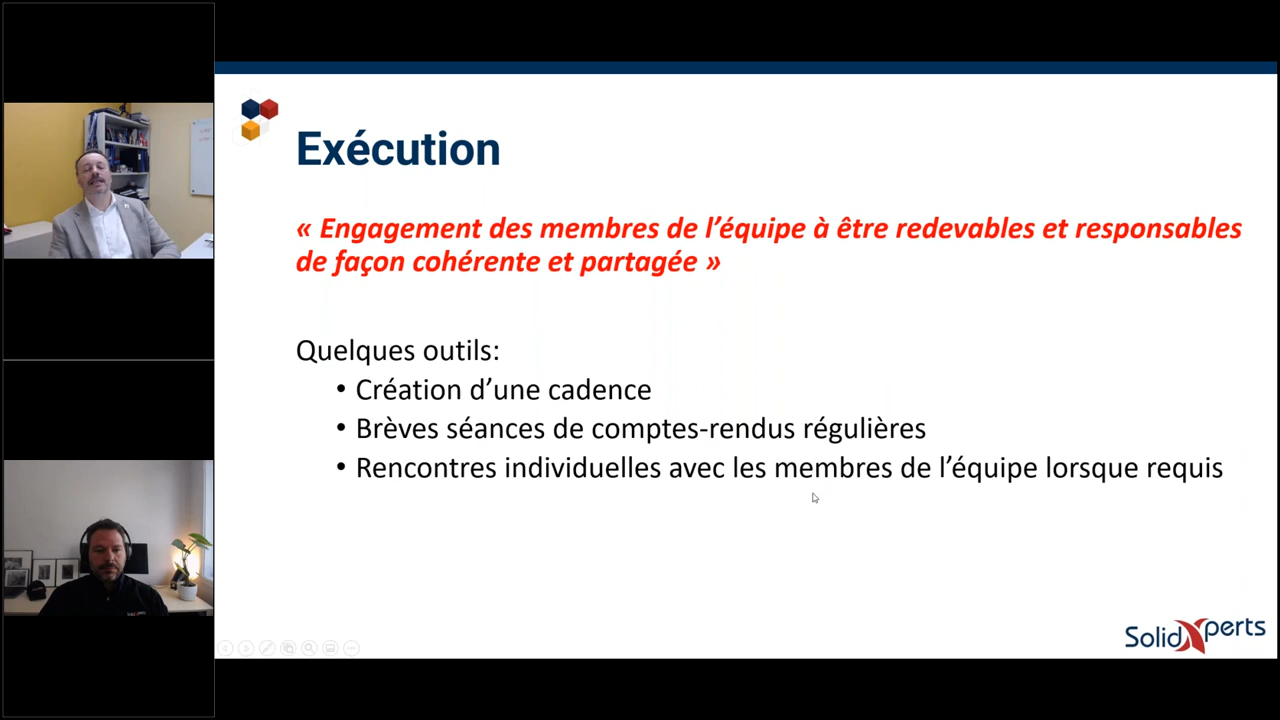 Exécution
« Engagement des membres de l’équipe à être redevables et responsables
de façon cohérente et partagée »
Quelques outils:
• Création d’une cadence
• Brèves séances de comptes-rendus régulières
• Rencontres individuelles avec les membres de l’équipe lorsque requis
SolidXperts